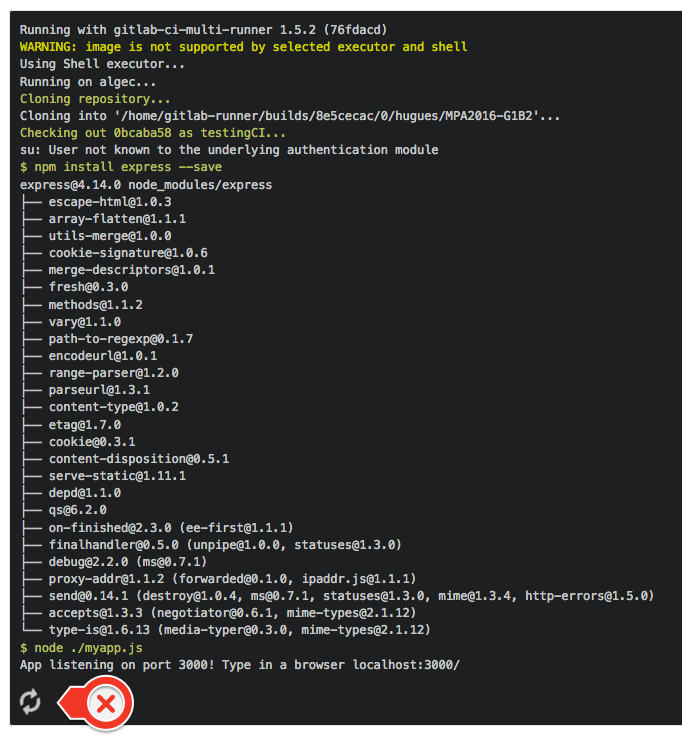 Running with gitlab-ci-multi-runner 1.5.2 (76fdacd)
WARNING: image is not supported by selected executor and shell
Using Shell executor...
Running on algec...
Cloning repository...
Cloning into '/home/gitlab-runner/builds/8e5cecac/0/hugues/MPA2016-G1B2'...
Checking out 0bcaba58 as testingCI...
su: User not known to the underlying authentication module
$ npm install express --save
express@4.14.0 node_modules/express
├── escape-html@1.0.3
├── array-flatten@1.1.1
├── utils-merge@1.0.0
├── cookie-signature@1.0.6
├── merge-descriptors@1.0.1
├── fresh@0.3.0
├── methods@1.1.2
├── vary@1.1.0
├── path-to-regexp@0.1.7
├── encodeurl@1.0.1
├── range-parser@1.2.0
├── parseurl@1.3.1
├── content-type@1.0.2
├── etag@1.7.0
├── cookie@0.3.1
├── content-disposition@0.5.1
├── serve-static@1.11.1
├── depd@1.1.0
├── qs@6.2.0
├── on-finished@2.3.0 (ee-first@1.1.1)
├── finalhandler@0.5.0 (unpipe@1.0.0, statuses@1.3.0)
├── debug@2.2.0 (ms@0.7.1)
├── proxy-addr@1.1.2 (forwarded@0.1.0, ipaddr.js@1.1.1)
├── send@0.14.1 (destroy@1.0.4, ms@0.7.1, statuses@1.3.0, mime@1.3.4, http-errors@1.5.0)
├── accepts@1.3.3 (negotiator@0.6.1, mime-types@2.1.12)
└── type-is@1.6.13 (media-typer@0.3.0, mime-types@2.1.12)
$ node ./myapp.js
App listening on port 3000! Type in a browser localhost:3000/